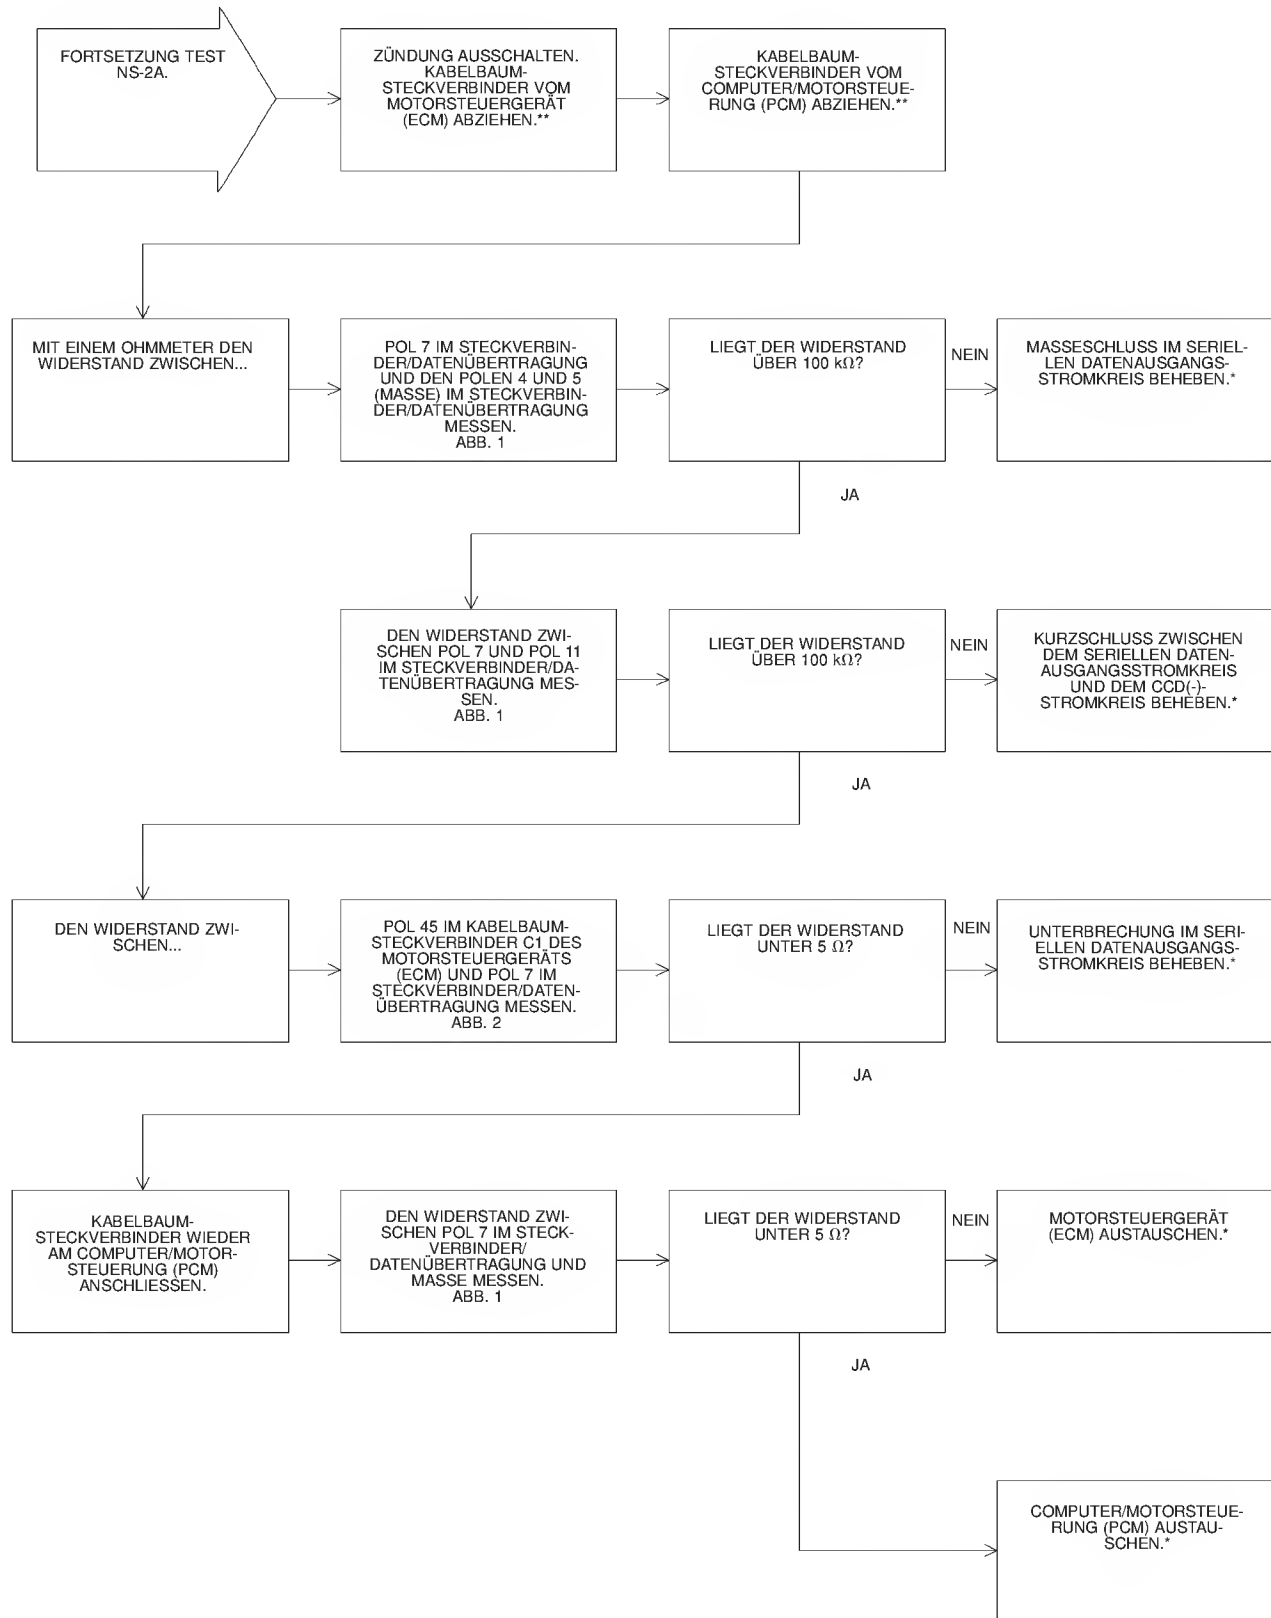 FORTSETZUNG TEST
NS-2A.
ZÜNDUNG AUSSCHALTEN.
KABELBAUM-
STECKVERBINDER VOM
MOTORSTEUERGERÄT
(ECM) ABZIEHEN.**
KABELBAUM-
STECKVERBINDER VOM
COMPUTER/MOTORSTEUE-
RUNG (PCM) ABZIEHEN.**
MIT EINEM OHMMETER DEN
WIDERSTAND ZWISCHEN...
POL 7 IM STECKVERBIN-
DER/DATENÜBERTRAGUNG
UND DEN POLEN 4 UND 5
(MASSE) IM STECKVERBIN-
DER/DATENÜBERTRAGUNG
MESSEN.
ABB. 1
LIEGT DER WIDERSTAND
ÜBER 100 kΩ?
NEIN
MASSESCHLUSS IM SERIEL-
LEN DATENAUSGANGS-
STROMKREIS BEHEBEN.*
JA
DEN WIDERSTAND ZWI-
SCHEN POL 7 UND POL 11
IM STECKVERBINDER/DA-
TENÜBERTRAGUNG MES-
SEN.
ABB. 1
LIEGT DER WIDERSTAND
ÜBER 100 kΩ?
NEIN
KURZSCHLUSS ZWISCHEN
DEM SERIELLEN DATEN-
AUSGANGSSTROMKREIS
UND DEM CCD(-)-
STROMKREIS BEHEBEN.*
JA
DEN WIDERSTAND ZWI-
SCHEN...
POL 45 IM KABELBAUM-
STECKVERBINDER C1 DES
MOTORSTEUERGERÄTS
(ECM) UND POL 7 IM
STECKVERBINDER/DATEN-
ÜBERTRAGUNG MESSEN.
ABB. 2
LIEGT DER WIDERSTAND
UNTER 5 Ω?
NEIN
UNTERBRECHUNG IM SERI-
ELLEN DATENAUSGANGS-
STROMKREIS BEHEBEN.*
JA
KABELBAUM-
STECKVERBINDER WIEDER
AM COMPUTER/MOTOR-
STEUERUNG (PCM)
ANSCHLIESSEN.
DEN WIDERSTAND ZWI-
SCHEN POL 7 IM STECK-
VERBINDER/
DATENÜBERTRAGUNG UND
MASSE MESSEN.
ABB. 1
LIEGT DER WIDERSTAND
UNTER 5 Ω?
NEIN
MOTORSTEUERGERÄT
(ECM) AUSTAUSCHEN.*
JA
COMPUTER/MOTORSTEUE-
RUNG (PCM) AUSTAU-
SCHEN.*